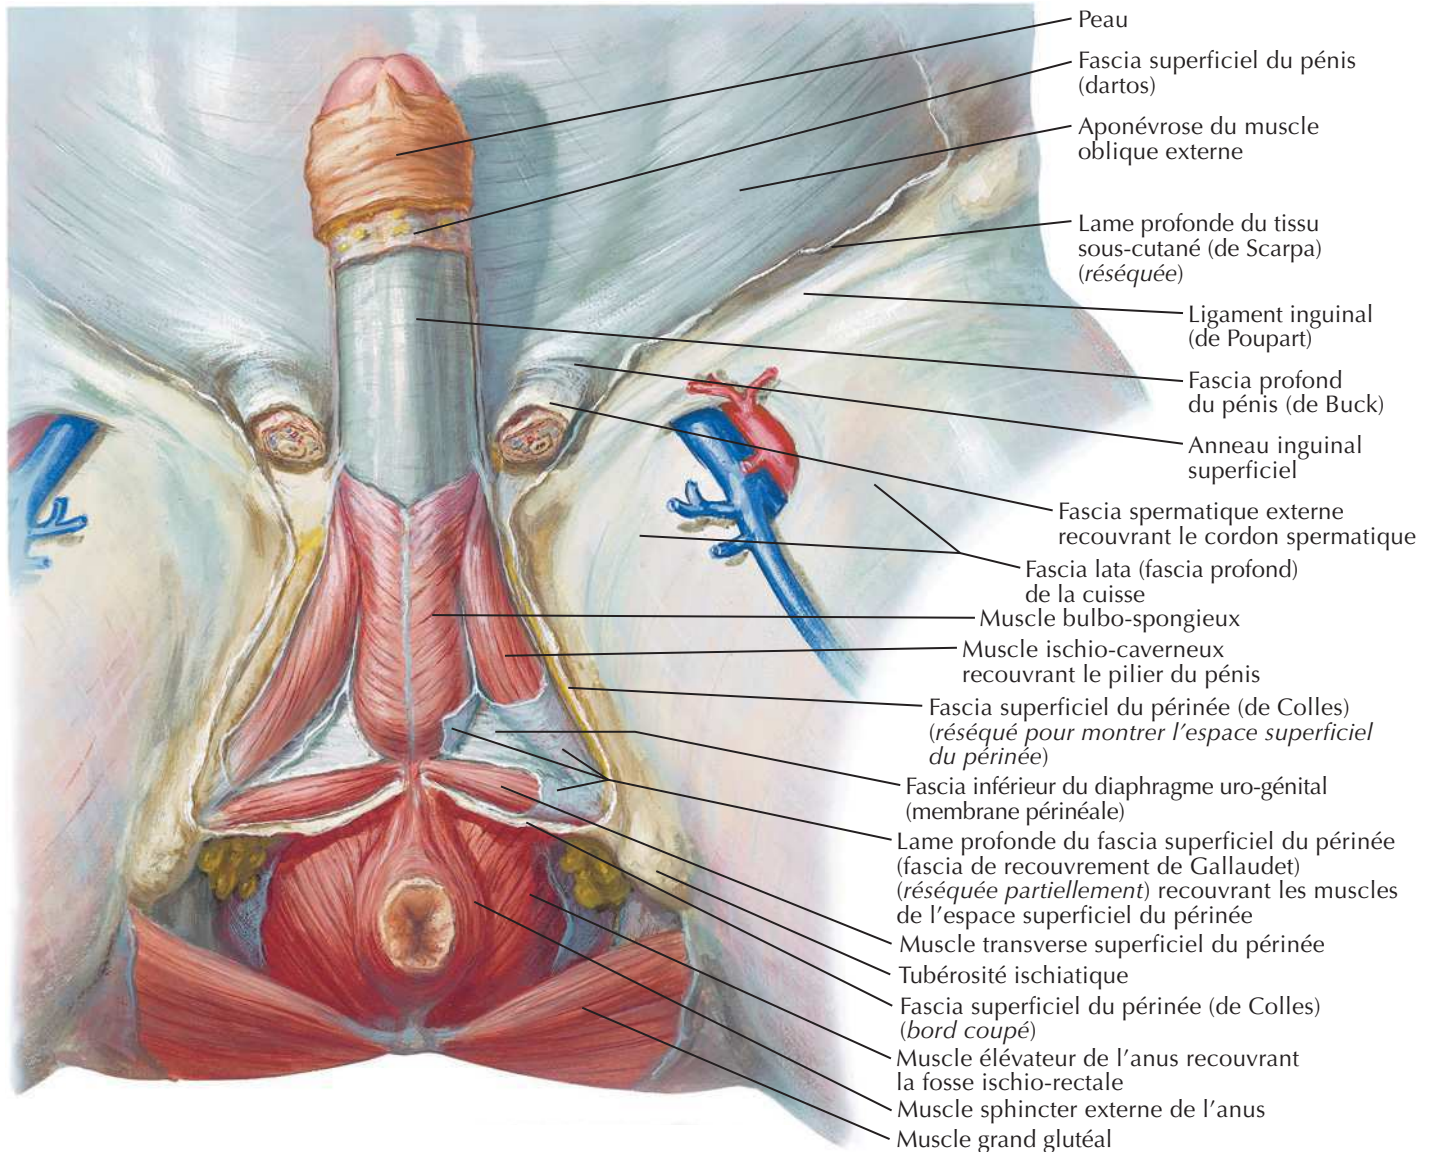 Peau
Fascia superficiel du pénis
(dartos)
Aponévrose du muscle
oblique externe
Lame profonde du tissu
sous-cutané (de Scarpa)
(réséquée)
Ligament inguinal
(de Poupart)
Fascia profond
du pénis (de Buck)
Anneau inguinal
superficiel
Fascia spermatique externe
recouvrant le cordon spermatique
Fascia lata (fascia profond)
de la cuisse
Muscle bulbo-spongieux
Muscle ischio-caverneux
recouvrant le pilier du pénis
Fascia superficiel du périnée (de Colles)
(réséqué pour montrer l’espace superficiel
du périnée)
Fascia inférieur du diaphragme uro-génital
(membrane périnéale)
Lame profonde du fascia superficiel du périnée
(fascia de recouvrement de Gallaudet)
(réséquée partiellement) recouvrant les muscles
de l’espace superficiel du périnée
Muscle transverse superficiel du périnée
Tubérosité ischiatique
Fascia superficiel du périnée (de Colles)
(bord coupé)
Muscle élévateur de l’anus recouvrant
la fosse ischio-rectale
Muscle sphincter externe de l’anus
Muscle grand glutéal